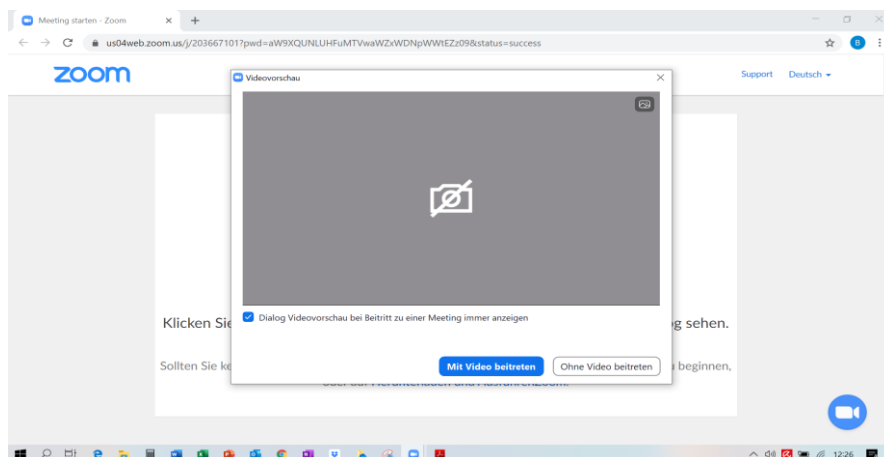 Meeting starten - Zoom
us04web.zoom.us/j/203667101?pwd=aW9XQUNLUHFuMTVwaWZxWDNpWWtEZz09&status=success
B
zoom
Support Deutsch
Videovorschau
Dialog Videovorschau bei Beitritt zu einer Meeting immer anzeigen
Klicken Sie
g sehen.
Mit Video beitreten
Ohne Video beitreten
Sollten Sie ke
beginnen,
12:26